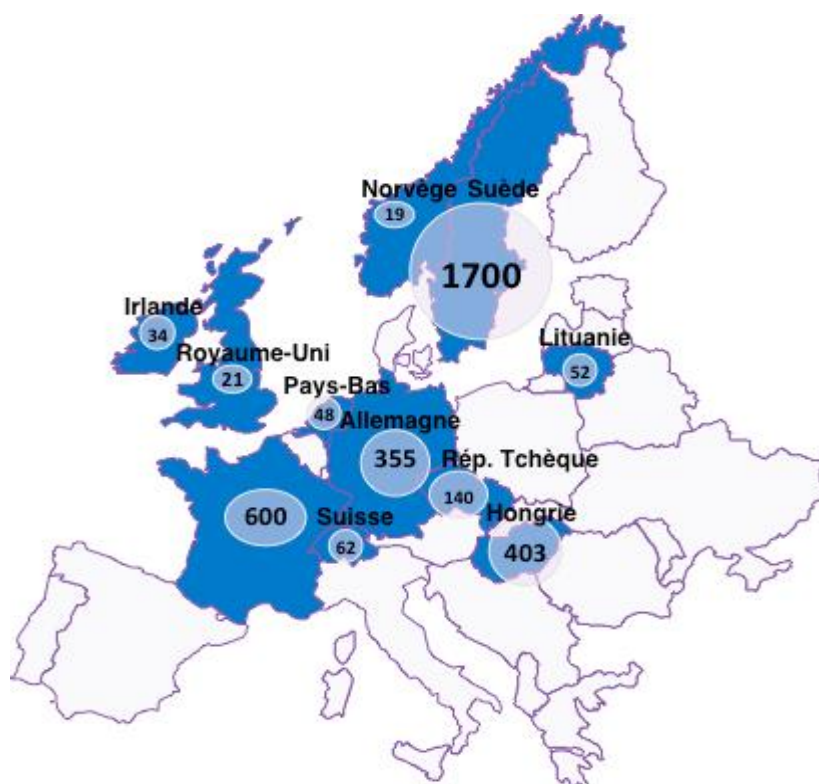 Norvège Suède
19
1700
Irlande
34
Royaume-Uni
21
Lituanie
52
Pays-Bas
48
Allemagne
355
Rép. Tchèque
140
600
Suisse
62
Hongrie
403